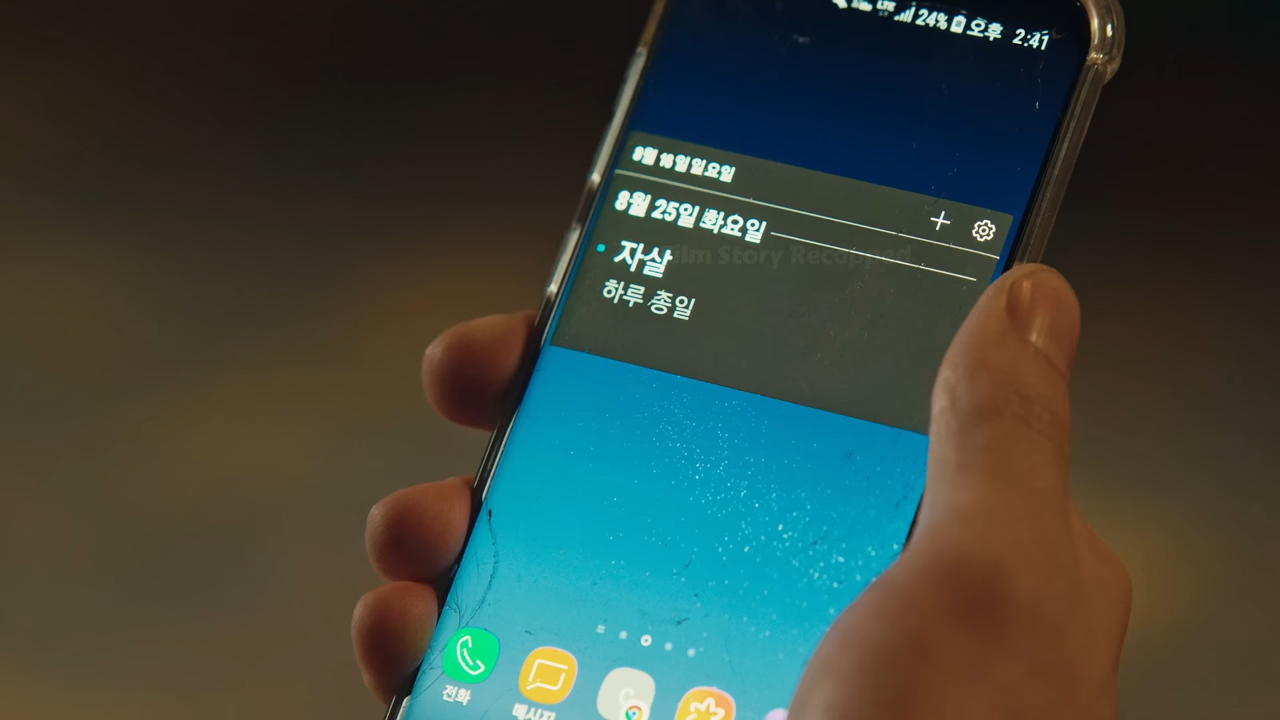 24% 오후 2:41
8월 16일 일요일
8월 25일 화요일
자살
하루 종일
Film Story Recapped
전화
메시지